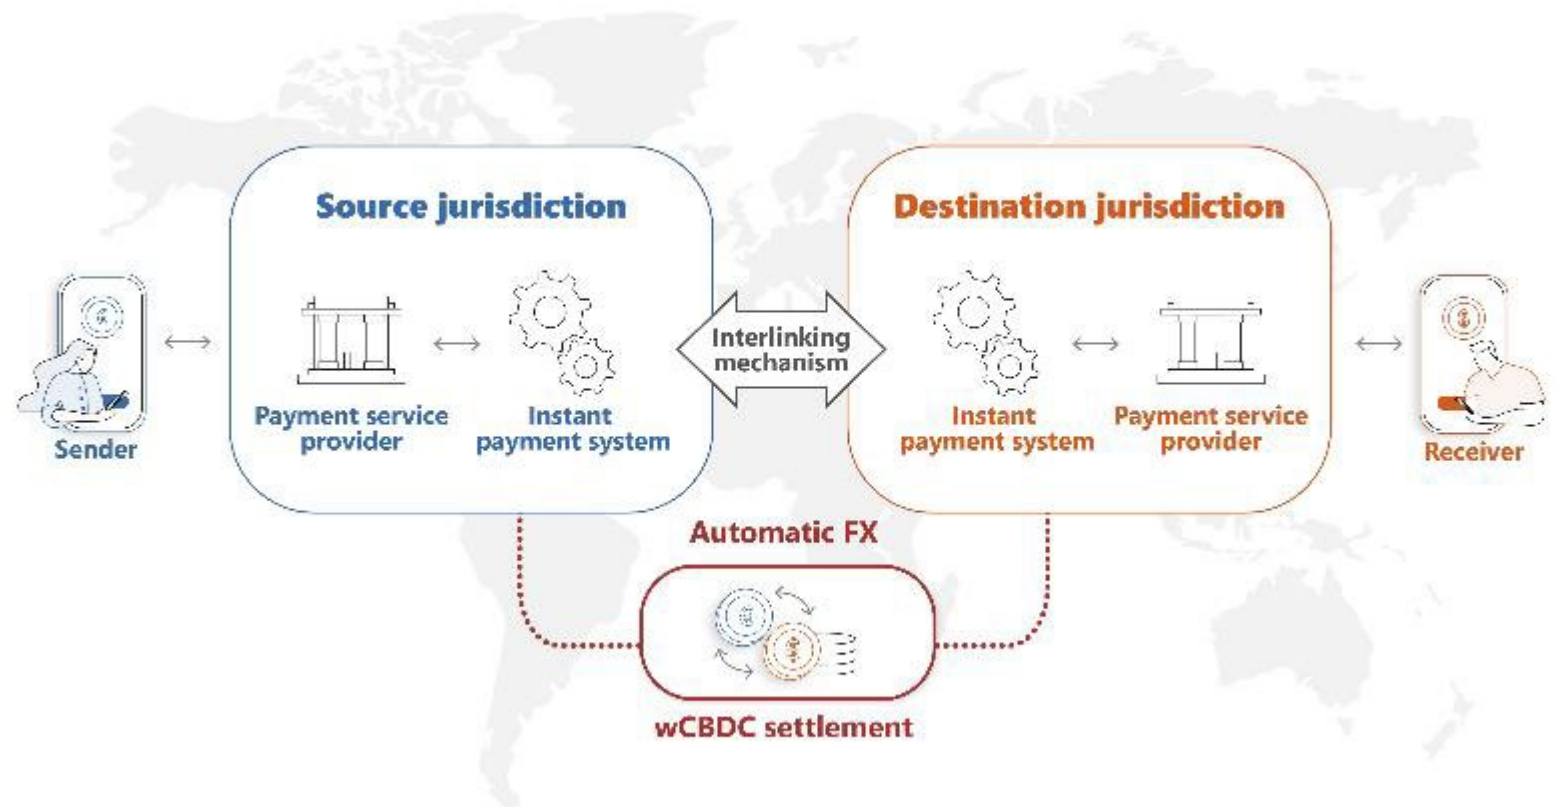 Source jurisdiction
Destination jurisdiction
Interlinking
mechanism
Payment service
provider
Instant
payment system
Instant
payment system
Payment service
provider
Sender
Receiver
Automatic FX
wCBDC settlement